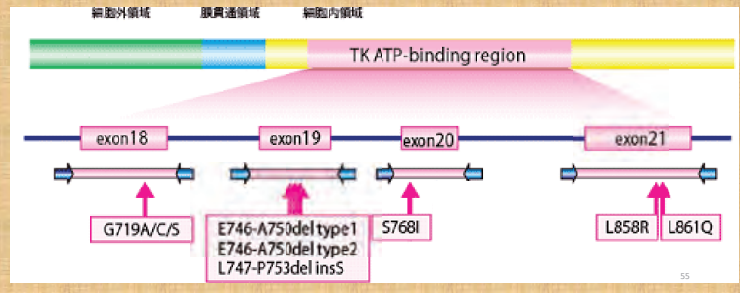 細胞外領域 膜貫通領域 細胞内領域
TK ATP-binding region
exon18 exon19 exon20 exon21
G719A/C/S
E746-A750del type1
E746-A750del type2
L747-P753del insS
S768I
L858R
L861Q
55